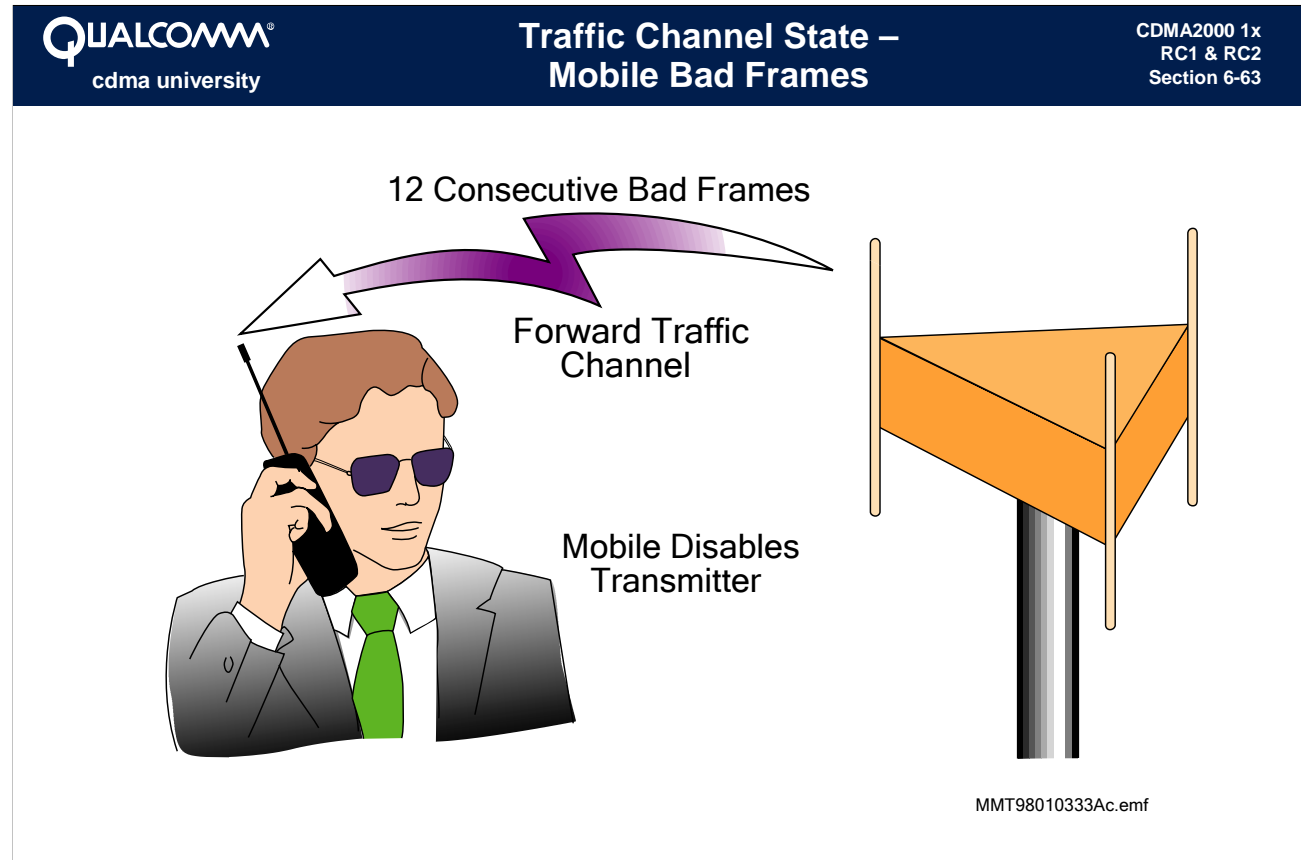 QUALCOMM®
cdma university
Traffic Channel State –
Mobile Bad Frames
CDMA2000 1x
RC1 & RC2
Section 6-63
12 Consecutive Bad Frames
Forward Traffic
Channel
Mobile Disables
Transmitter
MMT98010333Ac.emf